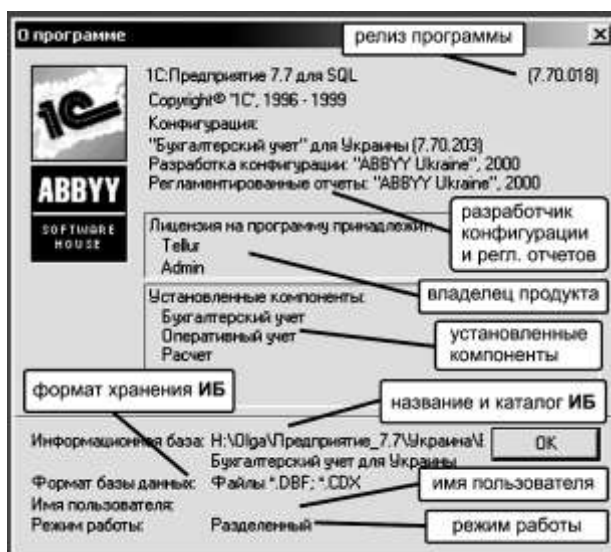 О программе
релиз программы
1С:Предприятие 7.7 для SQL (7.70.018)
Copyright© "1С", 1996 - 1999
Конфигурация:
"Бухгалтерский учет" для Украины (7.70.203)
Разработка конфигурации: "ABBYY Ukraine", 2000
Регламентированные отчеты: "ABBYY Ukraine", 2000
1С
ABBYY
SOFTWARE
HOUSE
разработчик
конфигурации
и регл. отчетов
Лицензия на программу принадлежит:
Tellur
Admin
владелец продукта
Установленные компоненты:
Бухгалтерский учет
Оперативный учет
Расчет
установленные
компоненты
формат хранения ИБ
название и каталог ИБ
Информационная база: H:\Olga\Предприятие_7.7\Украина\
OK
Бухгалтерский учет для Украины
Формат базы данных: Файлы *.DBF; *.CDX
имя пользователя
Имя пользователя:
Режим работы: Разделенный
режим работы